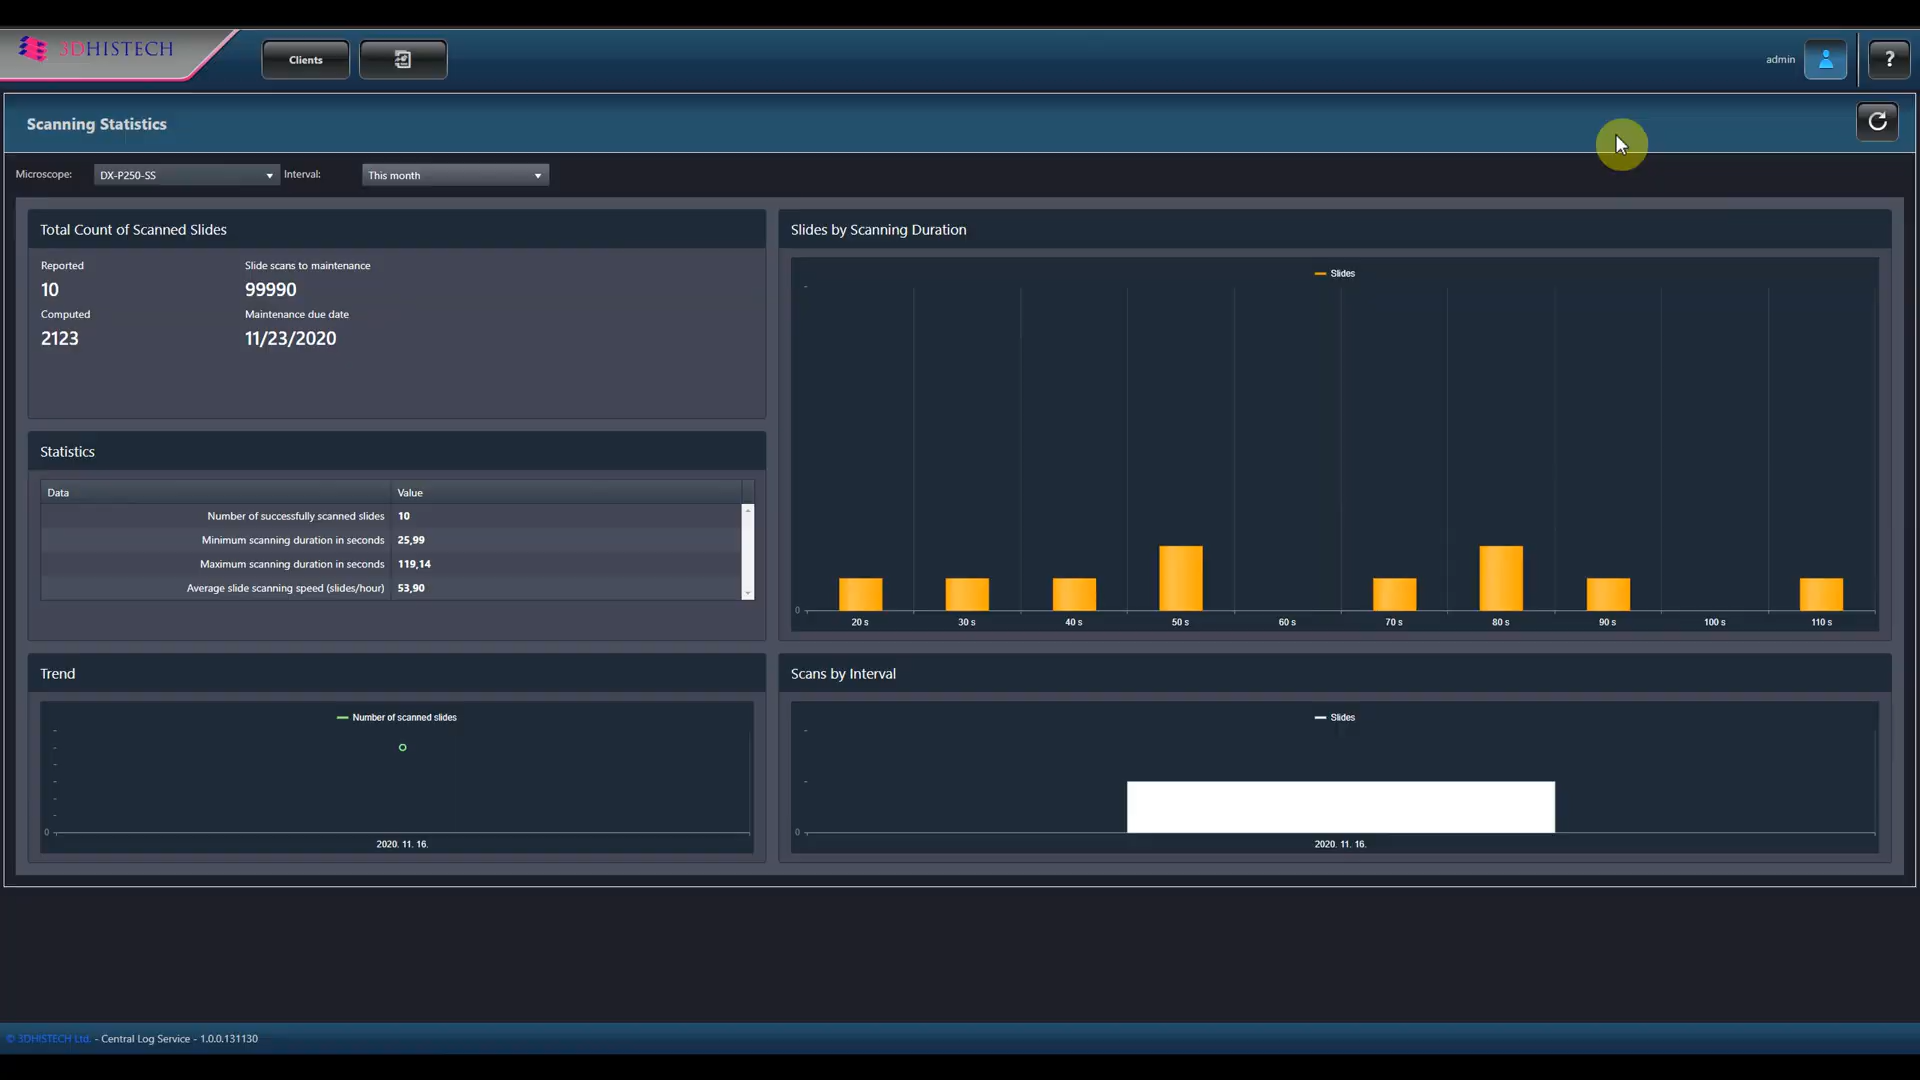 3DHISTECH
Clients
admin
?
Scanning Statistics
Microscope: DX-P250-SS Interval: This month
Total Count of Scanned Slides
Reported Slide scans to maintenance
10 99990
Computed Maintenance due date
2123 11/23/2020
Statistics
Data Value
Number of successfully scanned slides 10
Minimum scanning duration in seconds 25,99
Maximum scanning duration in seconds 119,14
Average slide scanning speed (slides/hour) 53,90
Trend
Number of scanned slides
0
2020. 11. 16.
Slides by Scanning Duration
Slides
0
20 s 30 s 40 s 50 s 60 s 70 s 80 s 90 s 100 s 110 s
Scans by Interval
Slides
0
2020. 11. 16.
© 3DHISTECH Ltd. - Central Log Service - 1.0.0.131130